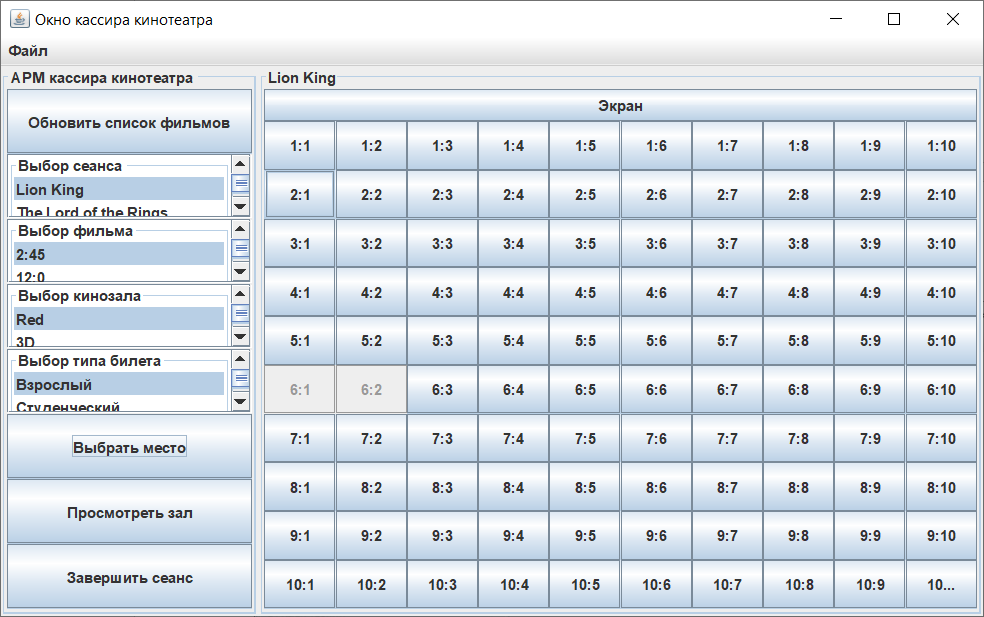 Окно кассира кинотеатра
Файл
АРМ кассира кинотеатра
Обновить список фильмов
Выбор сеанса
Lion King
The Lord of the Rings
Выбор фильма
2:45
12:0
Выбор кинозала
Red
3D
Выбор типа билета
Взрослый
Студенческий
Выбрать место
Просмотреть зал
Завершить сеанс
Lion King
Экран
1:1 1:2 1:3 1:4 1:5 1:6 1:7 1:8 1:9 1:10
2:1 2:2 2:3 2:4 2:5 2:6 2:7 2:8 2:9 2:10
3:1 3:2 3:3 3:4 3:5 3:6 3:7 3:8 3:9 3:10
4:1 4:2 4:3 4:4 4:5 4:6 4:7 4:8 4:9 4:10
5:1 5:2 5:3 5:4 5:5 5:6 5:7 5:8 5:9 5:10
6:1 6:2 6:3 6:4 6:5 6:6 6:7 6:8 6:9 6:10
7:1 7:2 7:3 7:4 7:5 7:6 7:7 7:8 7:9 7:10
8:1 8:2 8:3 8:4 8:5 8:6 8:7 8:8 8:9 8:10
9:1 9:2 9:3 9:4 9:5 9:6 9:7 9:8 9:9 9:10
10:1 10:2 10:3 10:4 10:5 10:6 10:7 10:8 10:9 10...